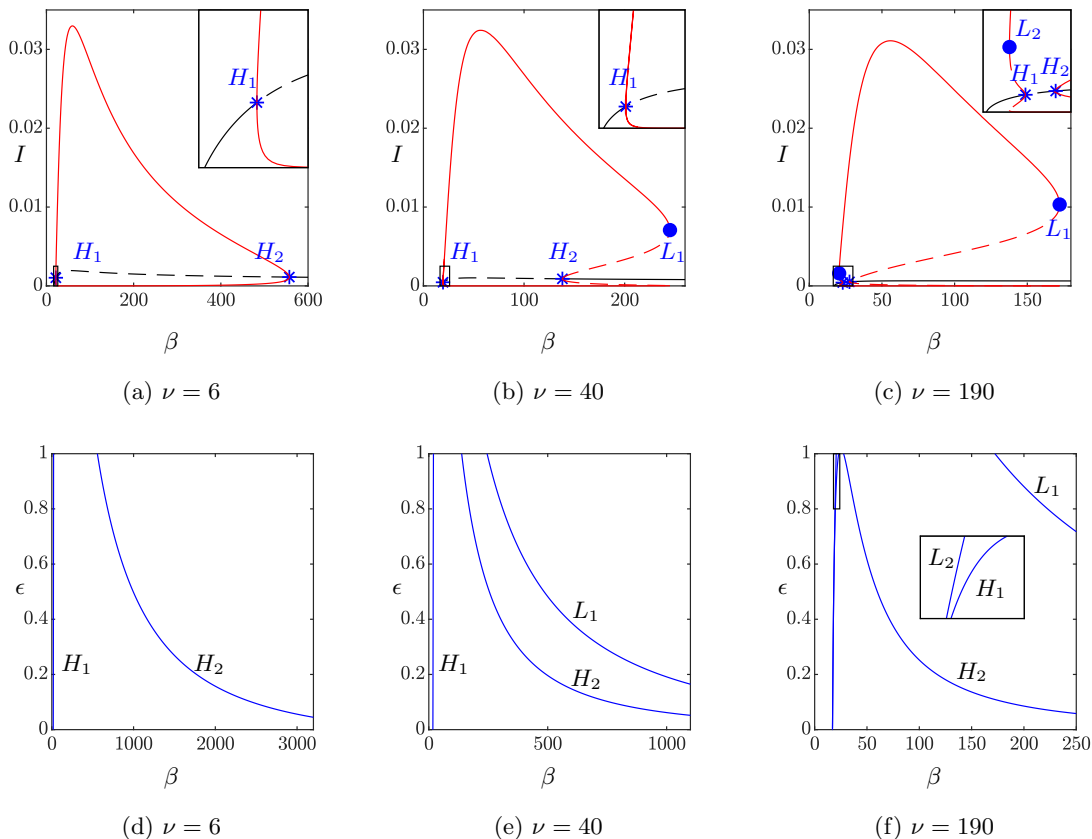 0.03
0.02
I
0.01
0
0 200 400 600
β
H₁
H₂
H₁
(a) ν = 6
0.03
0.02
I
0.01
0
0 100 200
β
H₁
H₂
L₁
H₁
(b) ν = 40
0.03
0.02
I
0.01
0
0 50 100 150
β
L₁
L₂
H₁
H₂
(c) ν = 190
1
0.8
0.6
ϵ
0.4
0.2
0
0 1000 2000 3000
β
H₁
H₂
(d) ν = 6
1
0.8
0.6
ϵ
0.4
0.2
0
0 500 1000
β
H₁
H₂
L₁
(e) ν = 40
1
0.8
0.6
ϵ
0.4
0.2
0
0 50 100 150 200 250
β
L₁
L₂
H₁
H₂
(f) ν = 190